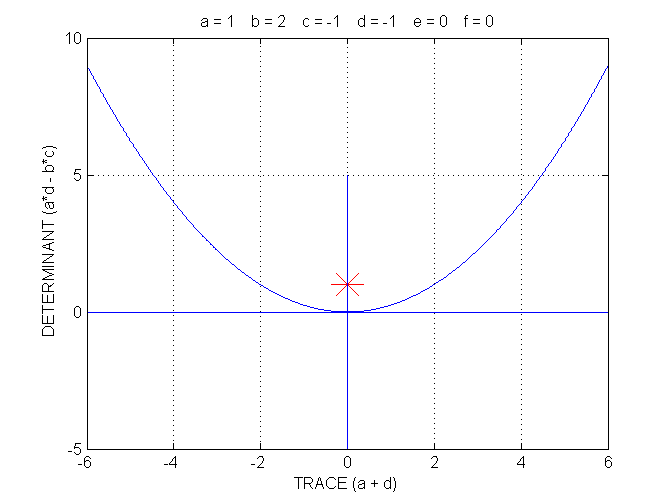 a = 1 b = 2 c = -1 d = -1 e = 0 f = 0
10
5
0
-5
DETERMINANT (a*d - b*c)
-6 -4 -2 0 2 4 6
TRACE (a + d)